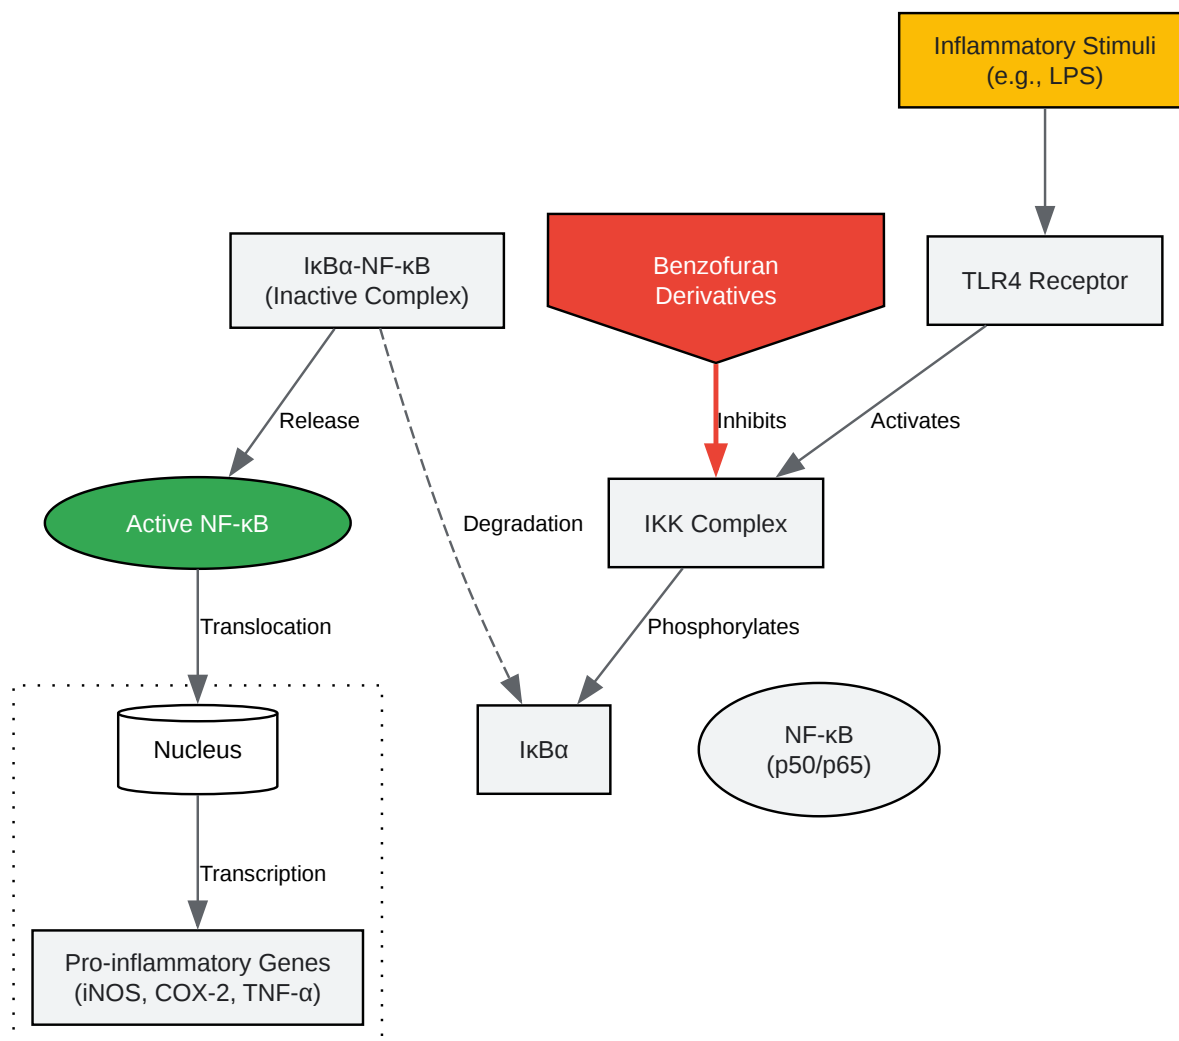 Inflammatory Stimuli
(e.g., LPS)
IκBα-NF-κB
(Inactive Complex)
Benzofuran
Derivatives
TLR4 Receptor
Release
Inhibits
Activates
Active NF-κB
Degradation
IKK Complex
Translocation
Phosphorylates
Nucleus
IκBα
NF-κB
(p50/p65)
Transcription
Pro-inflammatory Genes
(iNOS, COX-2, TNF-α)